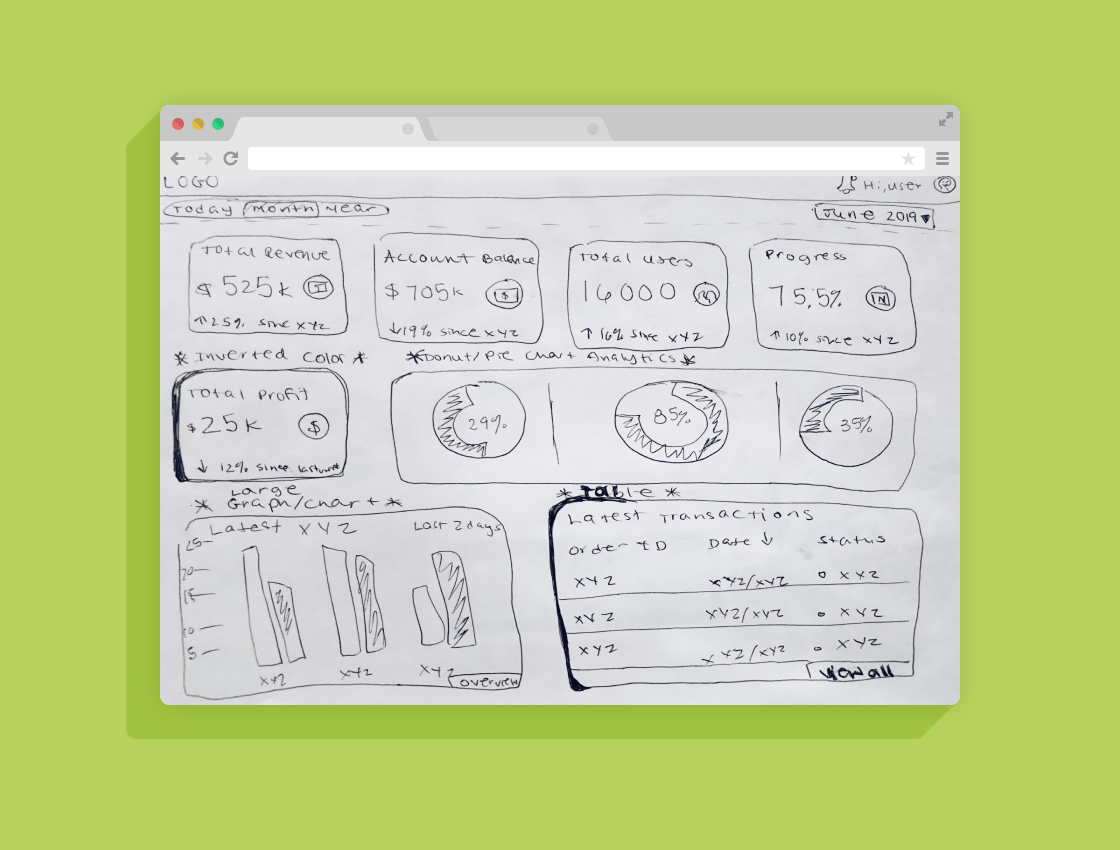 LOGO
Hi,user
Today Month Year
June 2019
Total Revenue
$ 525k
↑25% since xyz
Account Balance
$705k
↓19% since xyz
Total Users
16000
↑ 16% since XYZ
Progress
75.5%
↑ 10% since XYZ
* Inverted Color *
*Donut/Pie Chart Analytics*
Total Profit
$25k
$
↓ 12% since last week
29%
85%
35%
Large
* Graph/Chart *
Latest XYZ
Last 2 days
25
20
15
10
5
XYZ
XYZ
XYZ
overview
* Table *
Latest Transactions
Order ID Date ↓ Status
XYZ XYZ/XYZ XYZ
XYZ XYZ/XYZ XYZ
XYZ XYZ/XYZ XYZ
View all